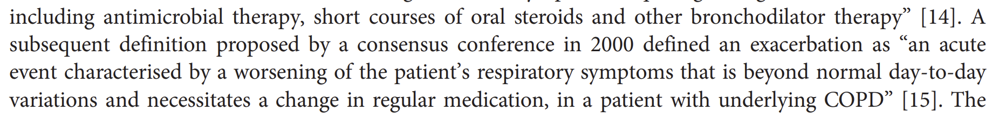 including antimicrobial therapy, short courses of oral steroids and other bronchodilator therapy” [14]. A
subsequent definition proposed by a consensus conference in 2000 defined an exacerbation as “an acute
event characterised by a worsening of the patient’s respiratory symptoms that is beyond normal day-to-day
variations and necessitates a change in regular medication, in a patient with underlying COPD” [15]. The